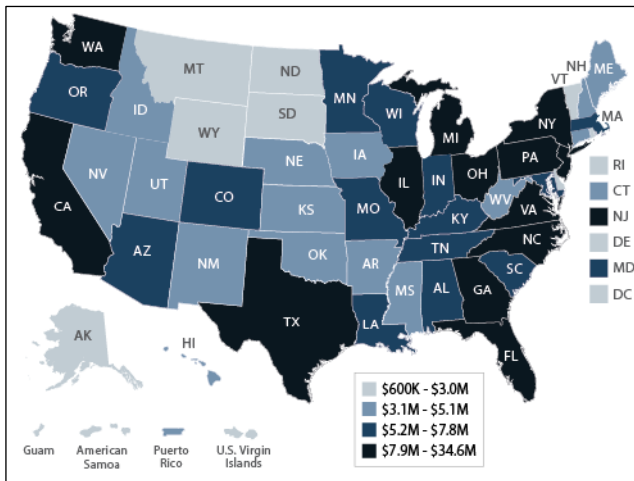 WA
MT
ND
MN
VT
NH
ME
OR
ID
SD
WI
NY
MA
WY
MI
RI
NE
IA
PA
CT
NV
UT
CO
IL
IN
OH
WV
VA
NJ
CA
KS
MO
KY
DE
AZ
NM
OK
AR
TN
NC
MD
SC
DC
TX
MS
AL
GA
LA
AK
HI
FL
$600K - $3.0M
$3.1M - $5.1M
$5.2M - $7.8M
$7.9M - $34.6M
Guam
American
Samoa
Puerto
Rico
U.S. Virgin
Islands